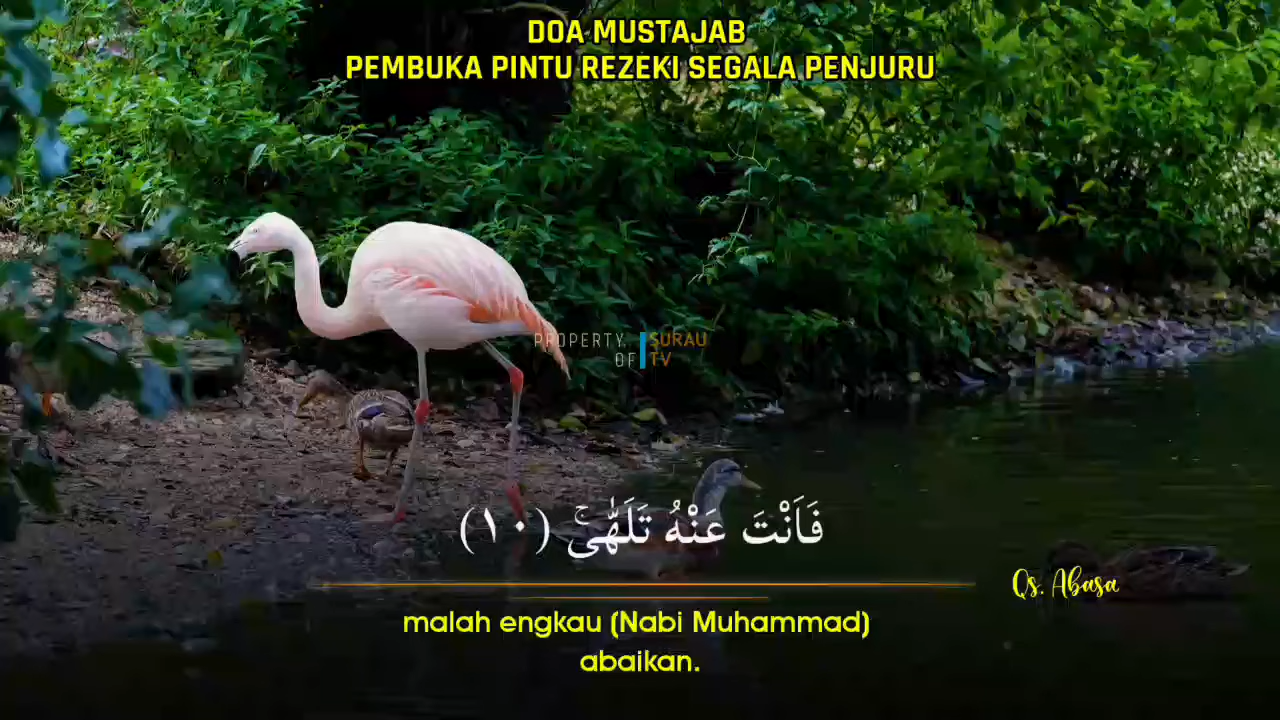 DOA MUSTAJAB
PEMBUKA PINTU REZEKI SEGALA PENJURU
PROPERTY OF SURAU TV
فَاَنْتَ عَنْهُ تَلَهّٰىۚ (١٠)
Qs. Abasa
malah engkau (Nabi Muhammad)
abaikan.